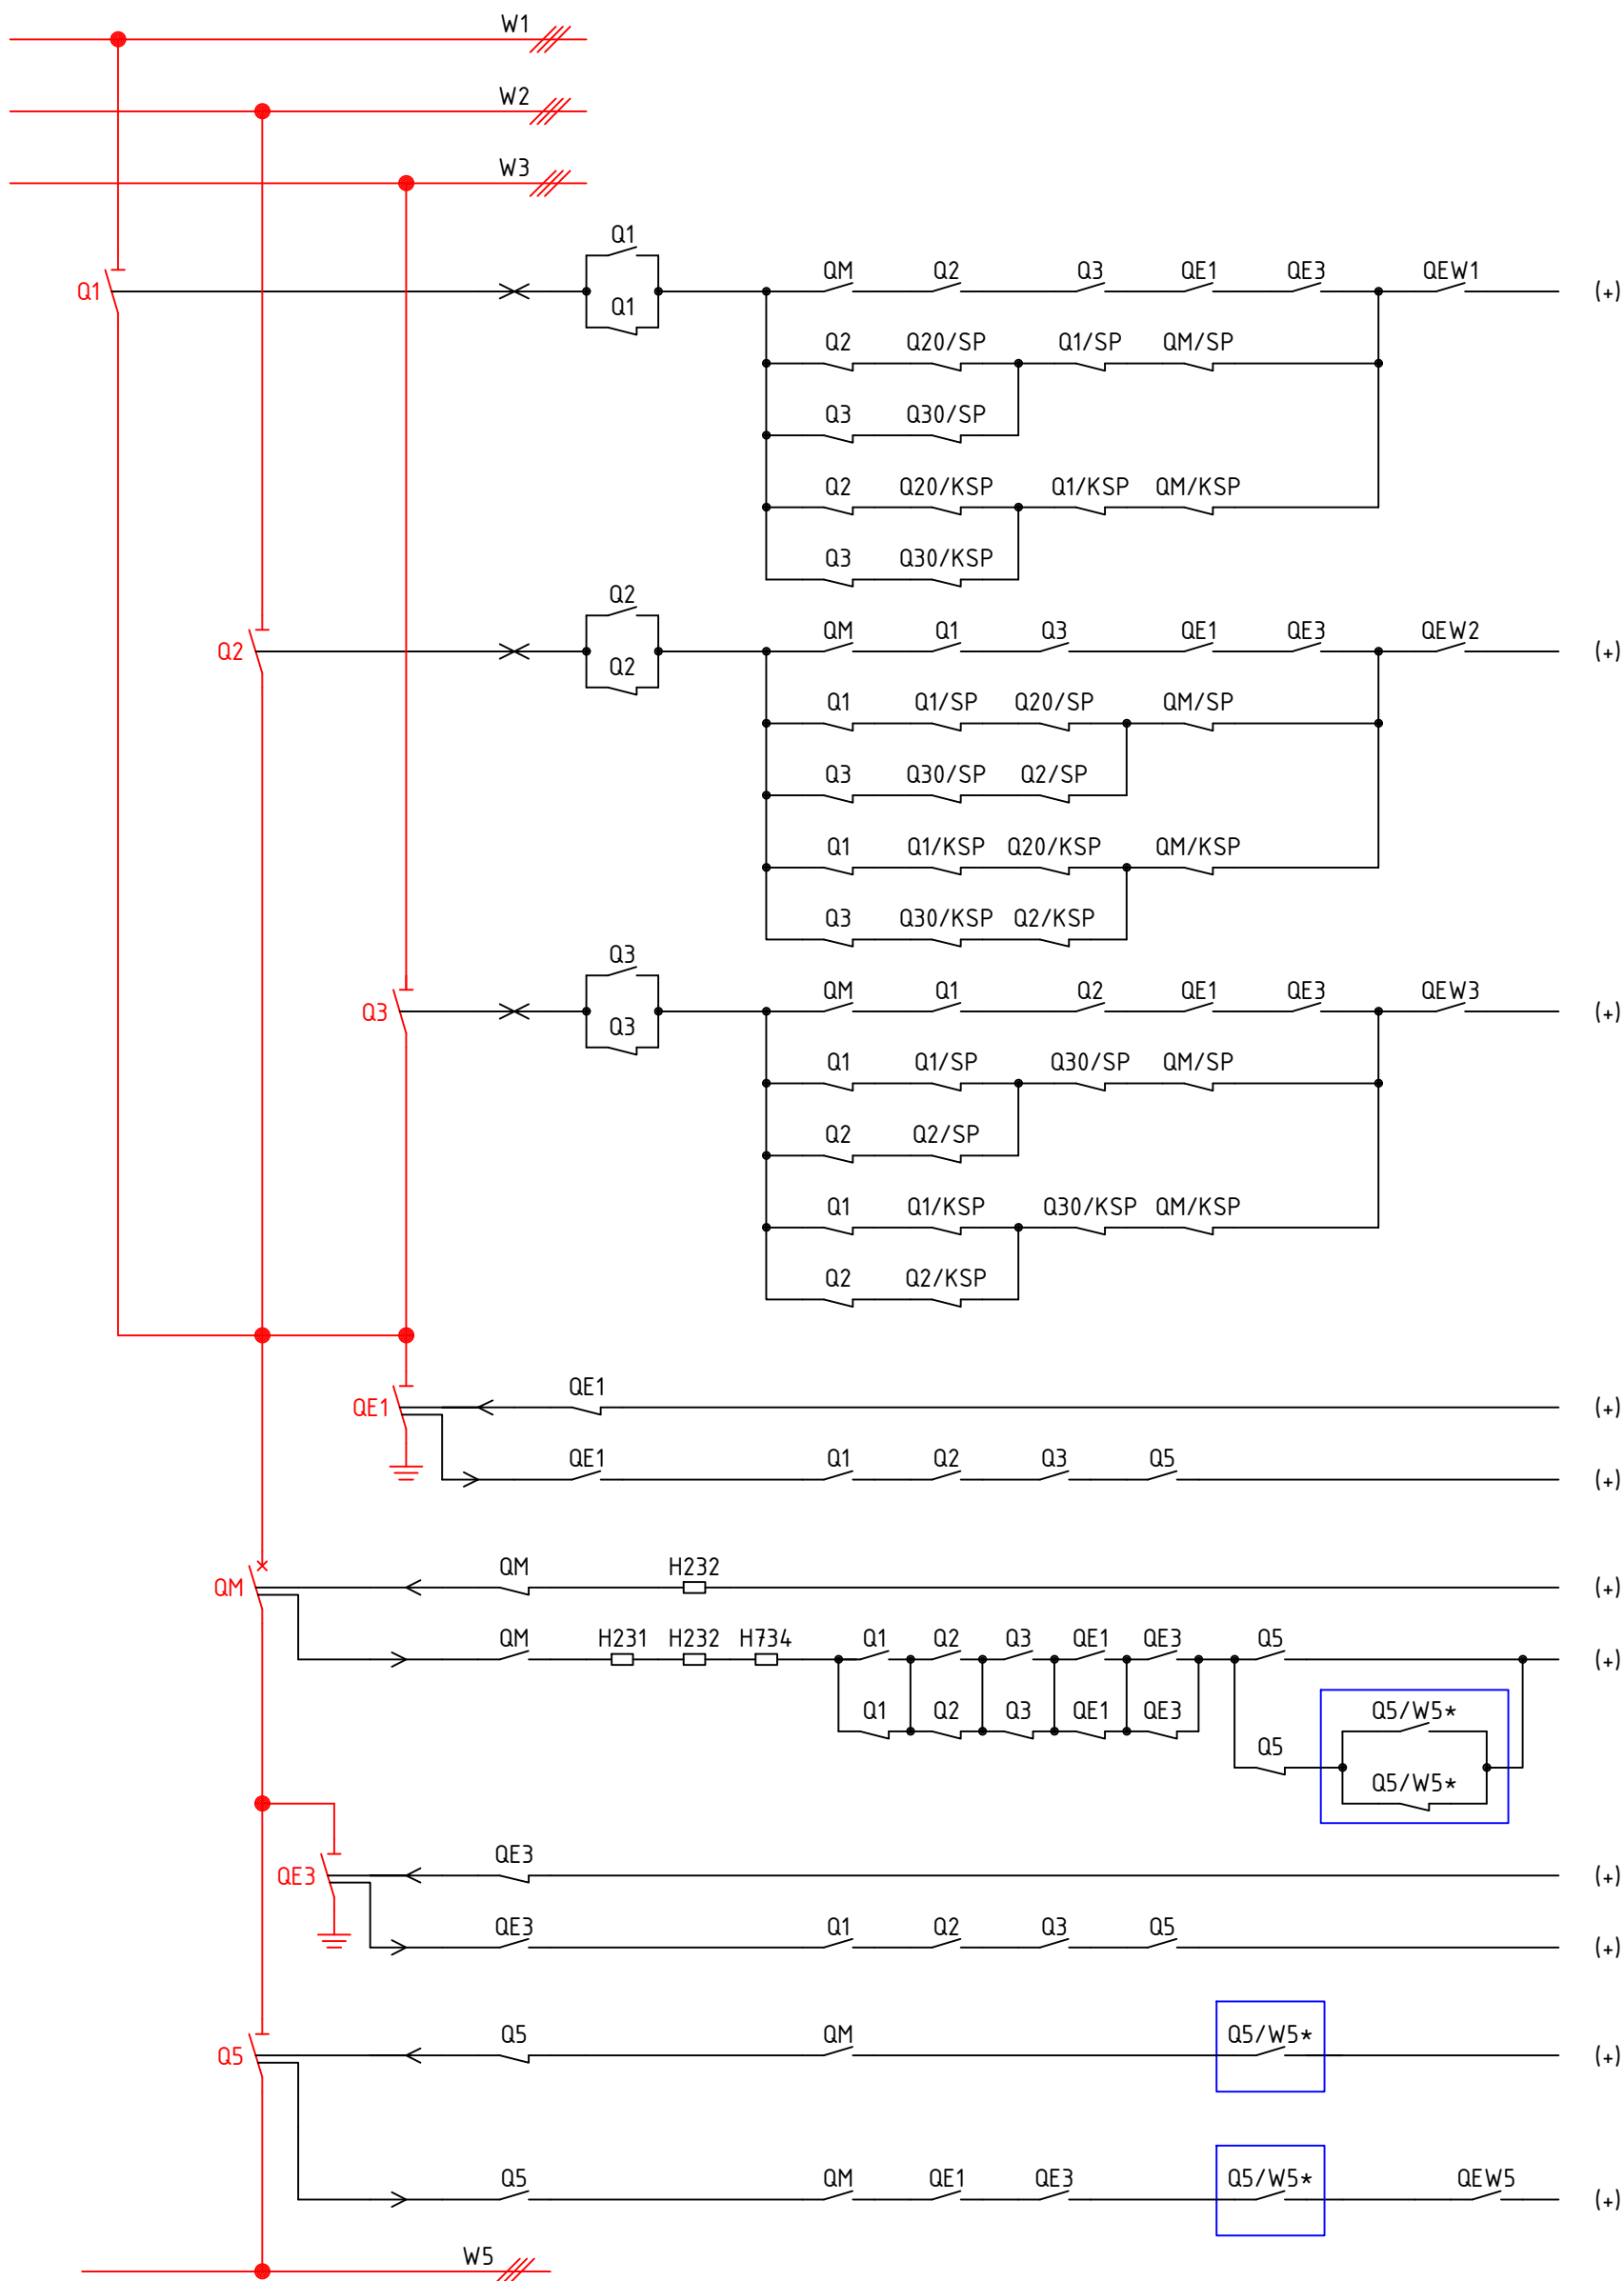 W1
W2
W3
Q1
QM Q2 Q3 QE1 QE3 QEW1
Q1 (+)
Q1
Q2 Q20/SP Q1/SP QM/SP
Q3 Q30/SP
Q2 Q20/KSP Q1/KSP QM/KSP
Q3 Q30/KSP
Q2
QM Q1 Q3 QE1 QE3 QEW2
Q2 (+)
Q2
Q1 Q1/SP Q20/SP QM/SP
Q3 Q30/SP Q2/SP
Q1 Q1/KSP Q20/KSP QM/KSP
Q3 Q30/KSP Q2/KSP
Q3
QM Q1 Q2 QE1 QE3 QEW3
Q3 (+)
Q3
Q1 Q1/SP Q30/SP QM/SP
Q2 Q2/SP
Q1 Q1/KSP Q30/KSP QM/KSP
Q2 Q2/KSP
QE1
QE1 (+)
QE1 Q1 Q2 Q3 Q5
(+)
QM H232
QM (+)
QM H231 H232 H734 Q1 Q2 Q3 QE1 QE3 Q5
(+)
Q1 Q2 Q3 QE1 QE3 Q5/W5*
Q5
Q5/W5*
QE3
QE3 (+)
QE3 Q1 Q2 Q3 Q5
(+)
Q5 QM Q5/W5*
Q5 (+)
Q5 QM QE1 QE3 Q5/W5* QEW5
(+)
W5